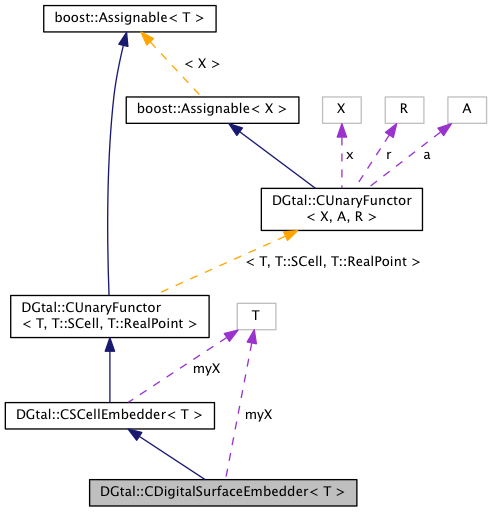 boost::Assignable< T >
< X >
boost::Assignable< X >
X
R
A
x
r
a
DGtal::CUnaryFunctor
< X, A, R >
< T, T::SCell, T::RealPoint >
DGtal::CUnaryFunctor
< T, T::SCell, T::RealPoint >
T
myX
DGtal::CSCellEmbedder< T >
myX
DGtal::CDigitalSurfaceEmbedder< T >